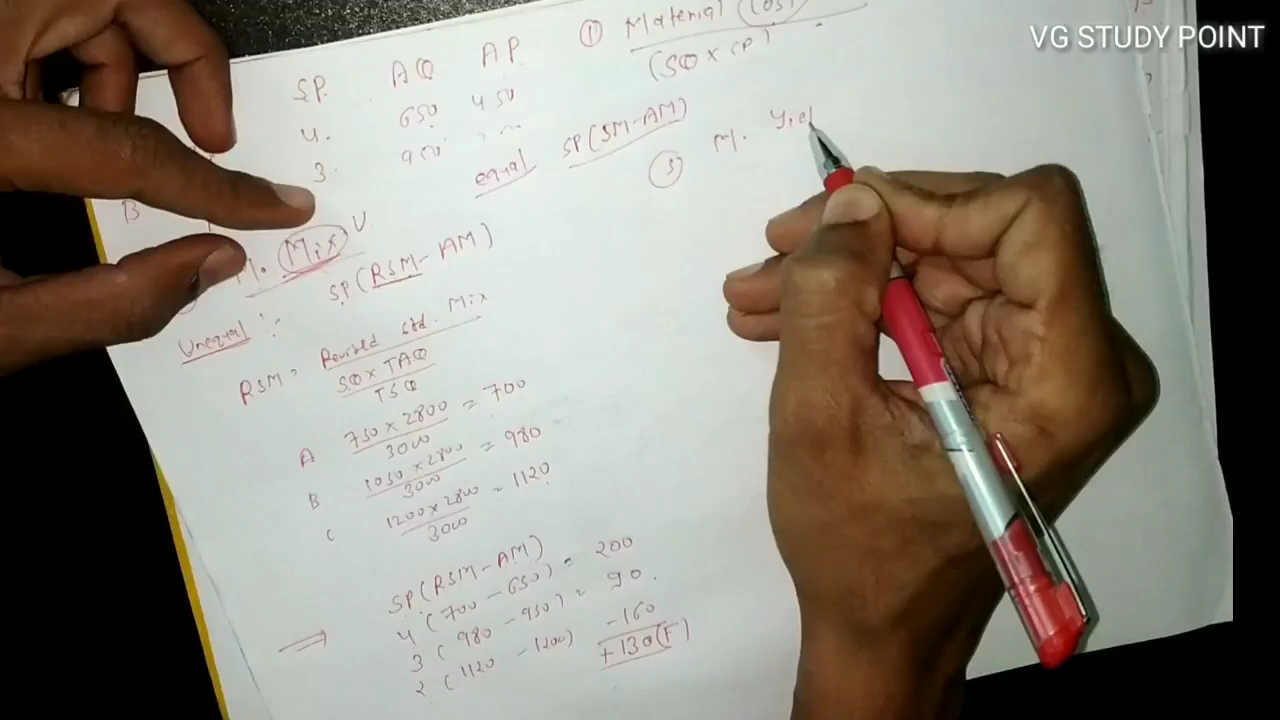 VG STUDY POINT
SP. AQ AP
① Material Cost
(SQ × SP)
4. 650 450
3. 950
equal SP(SM-AM)
③ M. Yiel
B
M. Mix V.
SP(RSM-AM)
Unequal :-
RSM = Revised Std. Mix
SQ × TAQ
TSQ
A 750 × 2800 = 700
3000
B 1050 × 2800 = 980
3000
C 1200 × 2800 = 1120
3000
⇒ SP(RSM-AM)
4 (700 - 650) = 200
3 (980 - 950) = 90.
2 (1120 - 1200) -160
+130(F)